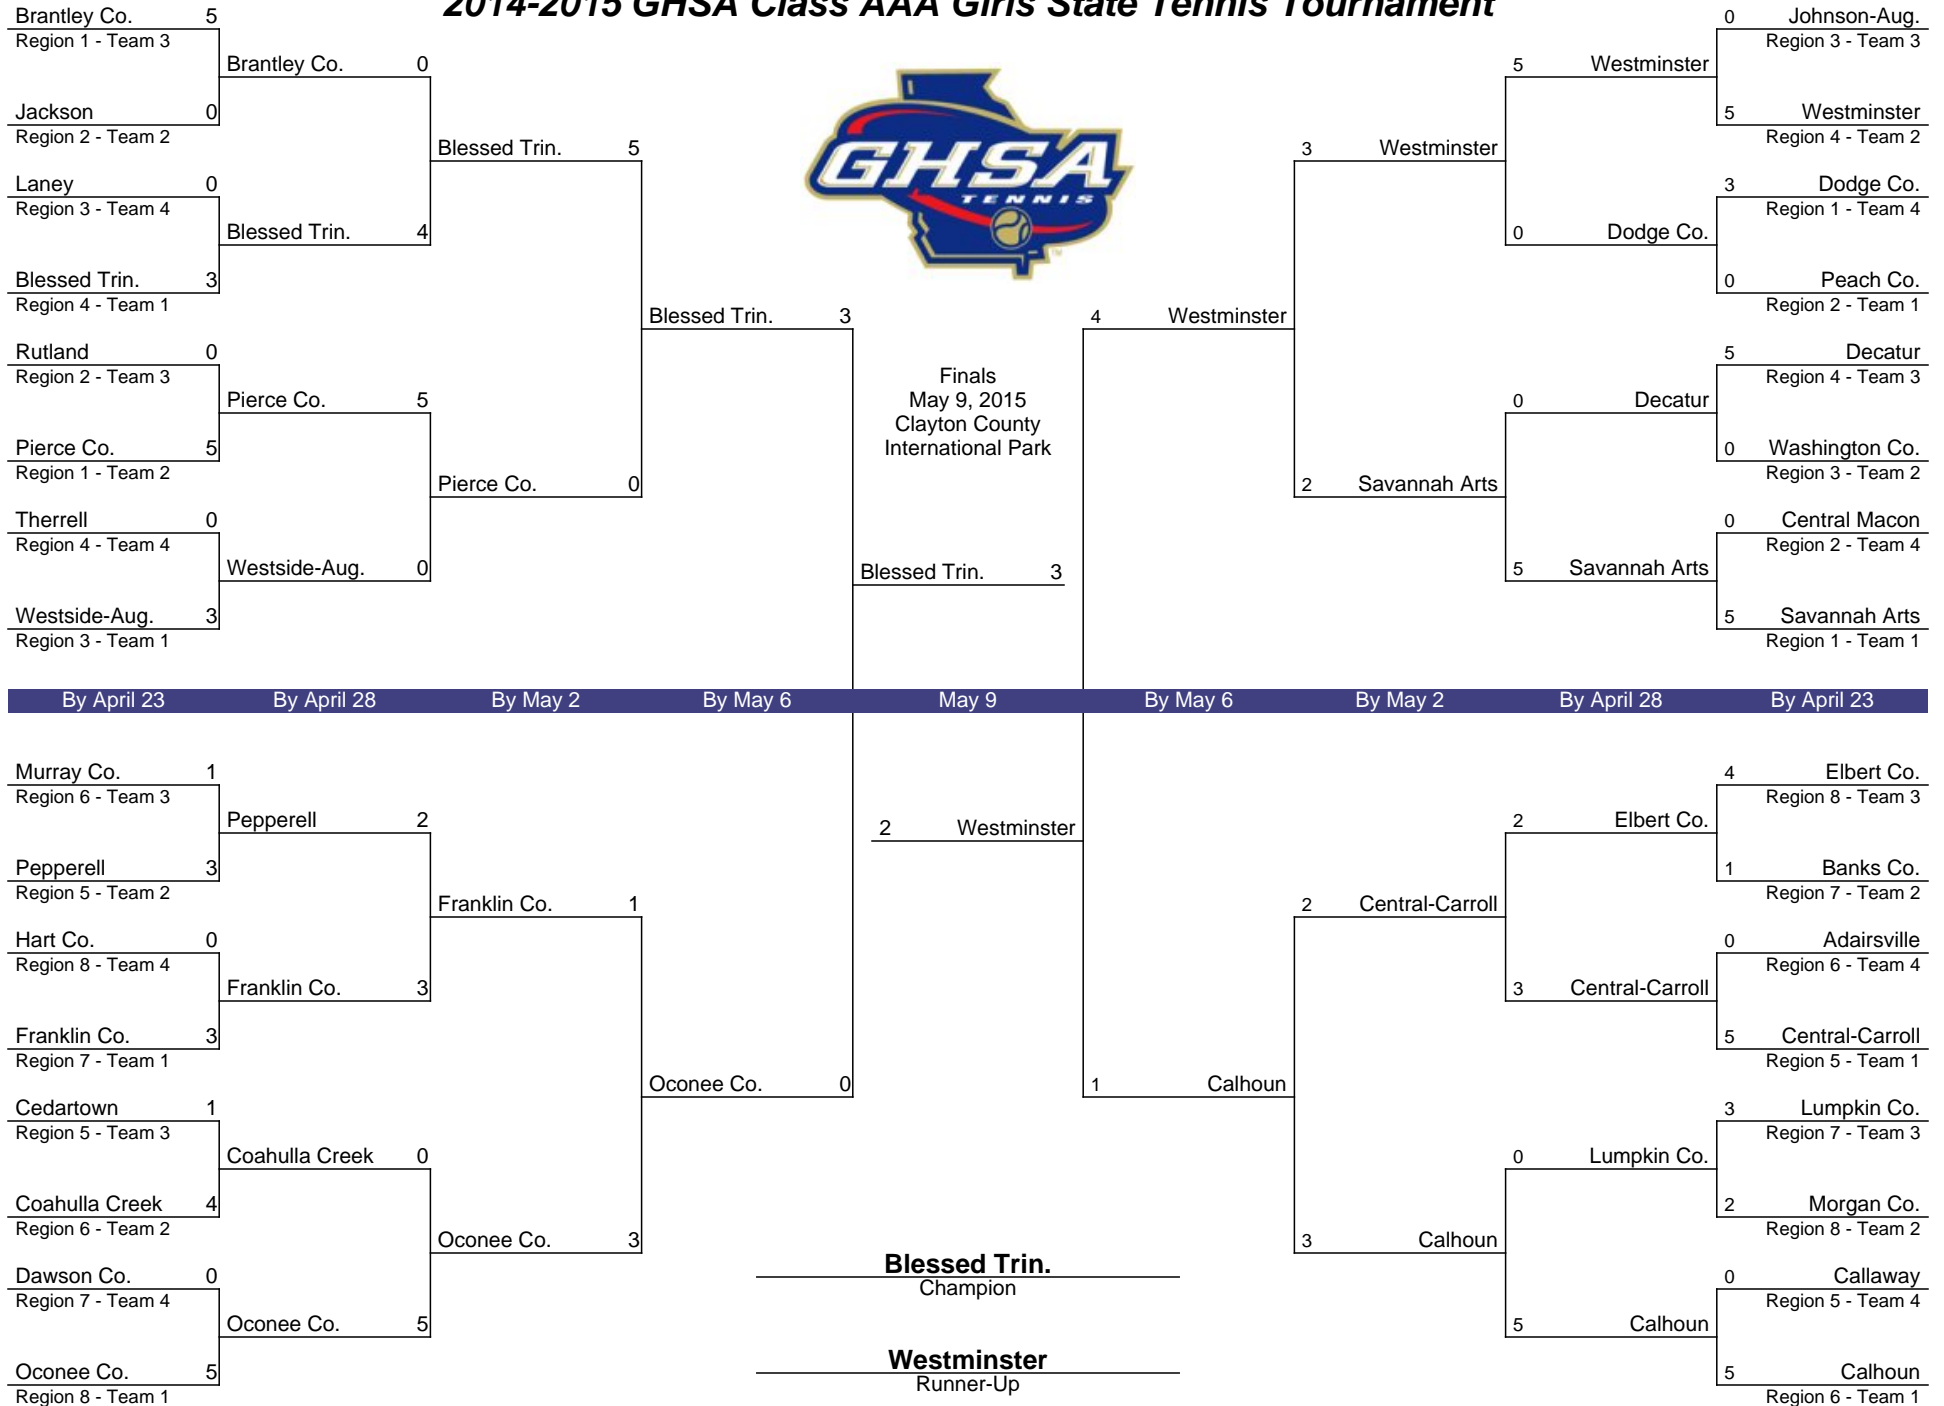 2014-2015 GHSA Class AAA Girls State Tennis Tournament
Brantley Co. 5
Region 1 - Team 3
Jackson 0
Region 2 - Team 2
Laney 0
Region 3 - Team 4
Blessed Trin. 3
Region 4 - Team 1
Rutland 0
Region 2 - Team 3
Pierce Co. 5
Region 1 - Team 2
Therrell 0
Region 4 - Team 4
Westside-Aug. 3
Region 3 - Team 1
Brantley Co. 0
Blessed Trin. 4
Pierce Co. 5
Westside-Aug. 0
Blessed Trin. 5
Pierce Co. 0
Blessed Trin. 3
GHSA
TENNIS
TM
Finals
May 9, 2015
Clayton County
International Park
Blessed Trin. 3
4 Westminster
3 Westminster
2 Savannah Arts
5 Westminster
0 Dodge Co.
0 Decatur
5 Savannah Arts
0 Johnson-Aug.
Region 3 - Team 3
5 Westminster
Region 4 - Team 2
3 Dodge Co.
Region 1 - Team 4
0 Peach Co.
Region 2 - Team 1
5 Decatur
Region 4 - Team 3
0 Washington Co.
Region 3 - Team 2
0 Central Macon
Region 2 - Team 4
5 Savannah Arts
Region 1 - Team 1
By April 23 By April 28 By May 2 By May 6 May 9 By May 6 By May 2 By April 28 By April 23
Murray Co. 1
Region 6 - Team 3
Pepperell 3
Region 5 - Team 2
Hart Co. 0
Region 8 - Team 4
Franklin Co. 3
Region 7 - Team 1
Cedartown 1
Region 5 - Team 3
Coahulla Creek 4
Region 6 - Team 2
Dawson Co. 0
Region 7 - Team 4
Oconee Co. 5
Region 8 - Team 1
Pepperell 2
Franklin Co. 3
Coahulla Creek 0
Oconee Co. 5
Franklin Co. 1
Oconee Co. 3
Oconee Co. 0
2 Westminster
Blessed Trin.
Champion
Westminster
Runner-Up
1 Calhoun
2 Central-Carroll
3 Calhoun
2 Elbert Co.
3 Central-Carroll
0 Lumpkin Co.
5 Calhoun
4 Elbert Co.
Region 8 - Team 3
1 Banks Co.
Region 7 - Team 2
0 Adairsville
Region 6 - Team 4
5 Central-Carroll
Region 5 - Team 1
3 Lumpkin Co.
Region 7 - Team 3
2 Morgan Co.
Region 8 - Team 2
0 Callaway
Region 5 - Team 4
5 Calhoun
Region 6 - Team 1